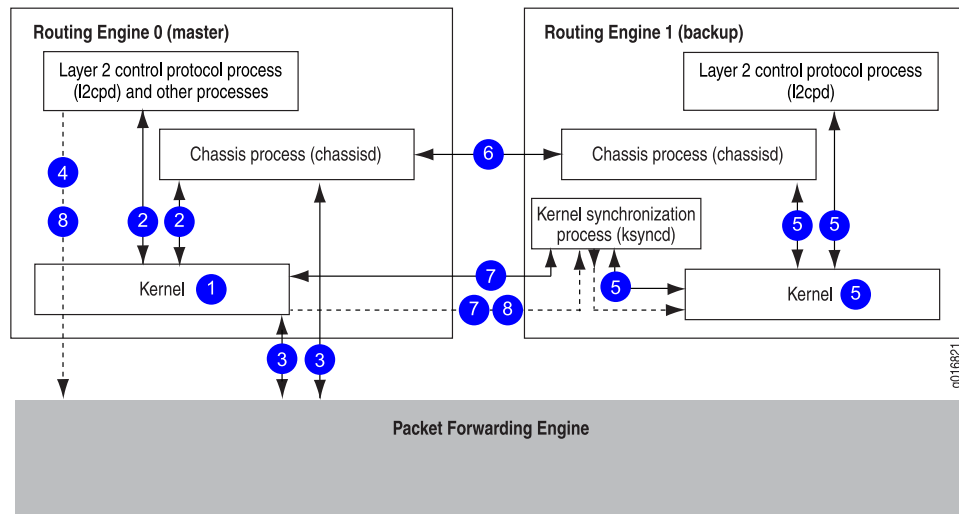 Routing Engine 0 (master)
Layer 2 control protocol process
(l2cpd) and other processes
Chassis process (chassisd)
4
8
2
2
Kernel
1
3
3
6
7
7
8
Routing Engine 1 (backup)
Layer 2 control protocol process
(l2cpd)
Chassis process (chassisd)
Kernel synchronization
process (ksyncd)
5
5
5
Kernel
5
g016821
Packet Forwarding Engine